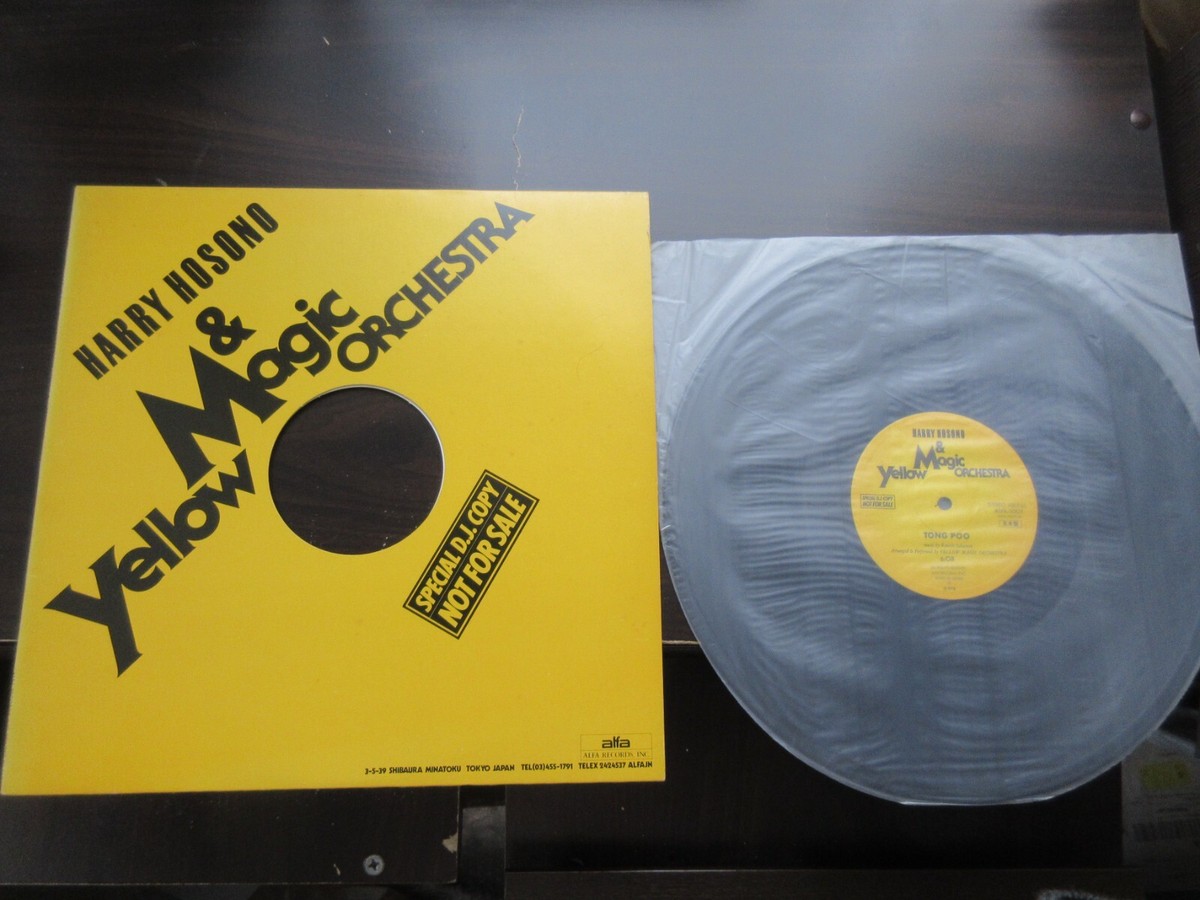 HARRY HOSONO
&
Yellow Magic ORCHESTRA
SPECIAL D.J. COPY
NOT FOR SALE
alfa
ALFA RECORDS, INC.
3-5-39 SHIBAURA MINATOKU TOKYO JAPAN TEL(03)455-1791 TELEX 2424537 ALFAJN
HARRY HOSONO
&
Yellow Magic ORCHESTRA
SPECIAL D.J. COPY
NOT FOR SALE
TONG POO